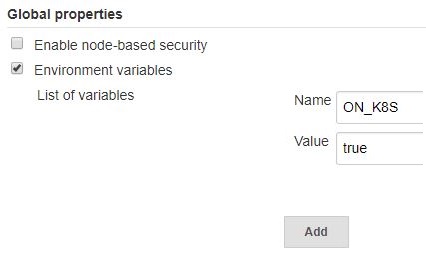 Global properties
Enable node-based security
Environment variables
List of variables
Name
ON_K8S
Value
true
Add